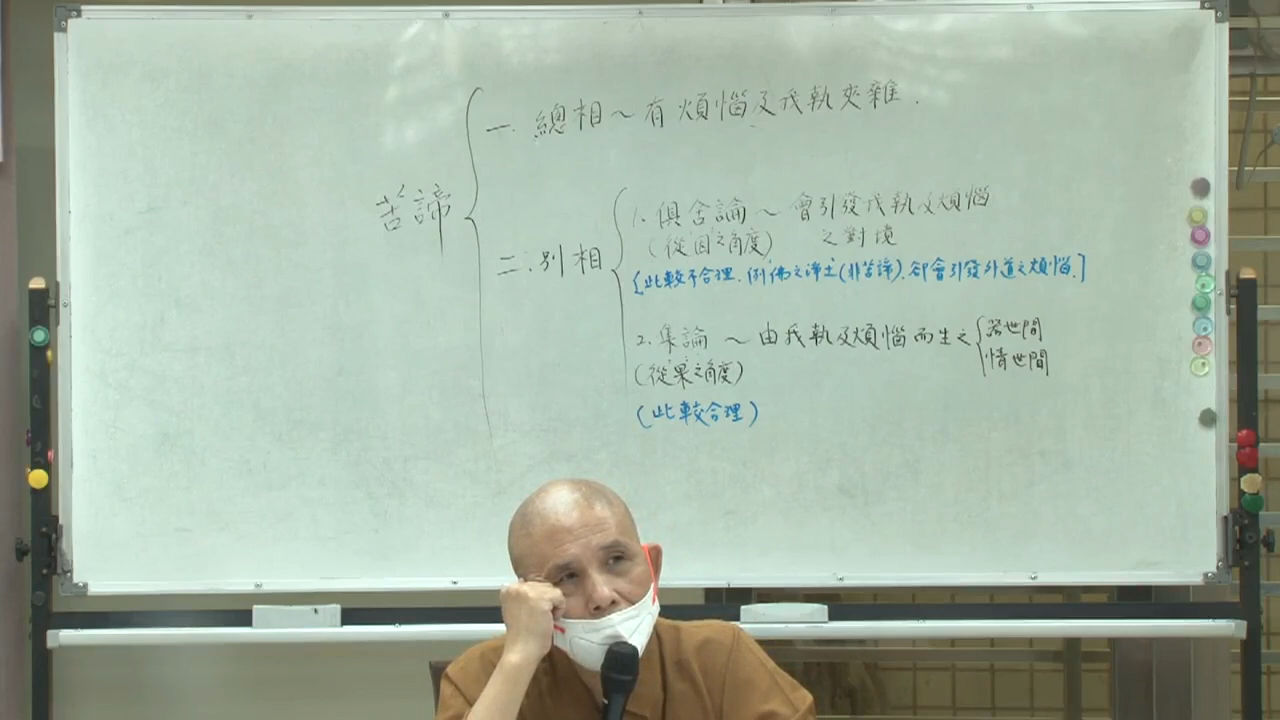 苦諦
一. 總相～有煩惱及我執夾雜.
二. 別相
1. 俱舍論～會引發我執及煩惱
(從因之角度) 之對境
[此較不合理. 例佛之淨土(非苦諦). 卻會引發外道之煩惱.]
2. 集論～由我執及煩惱而生之
器世間
情世間
(從果之角度)
(此較合理)